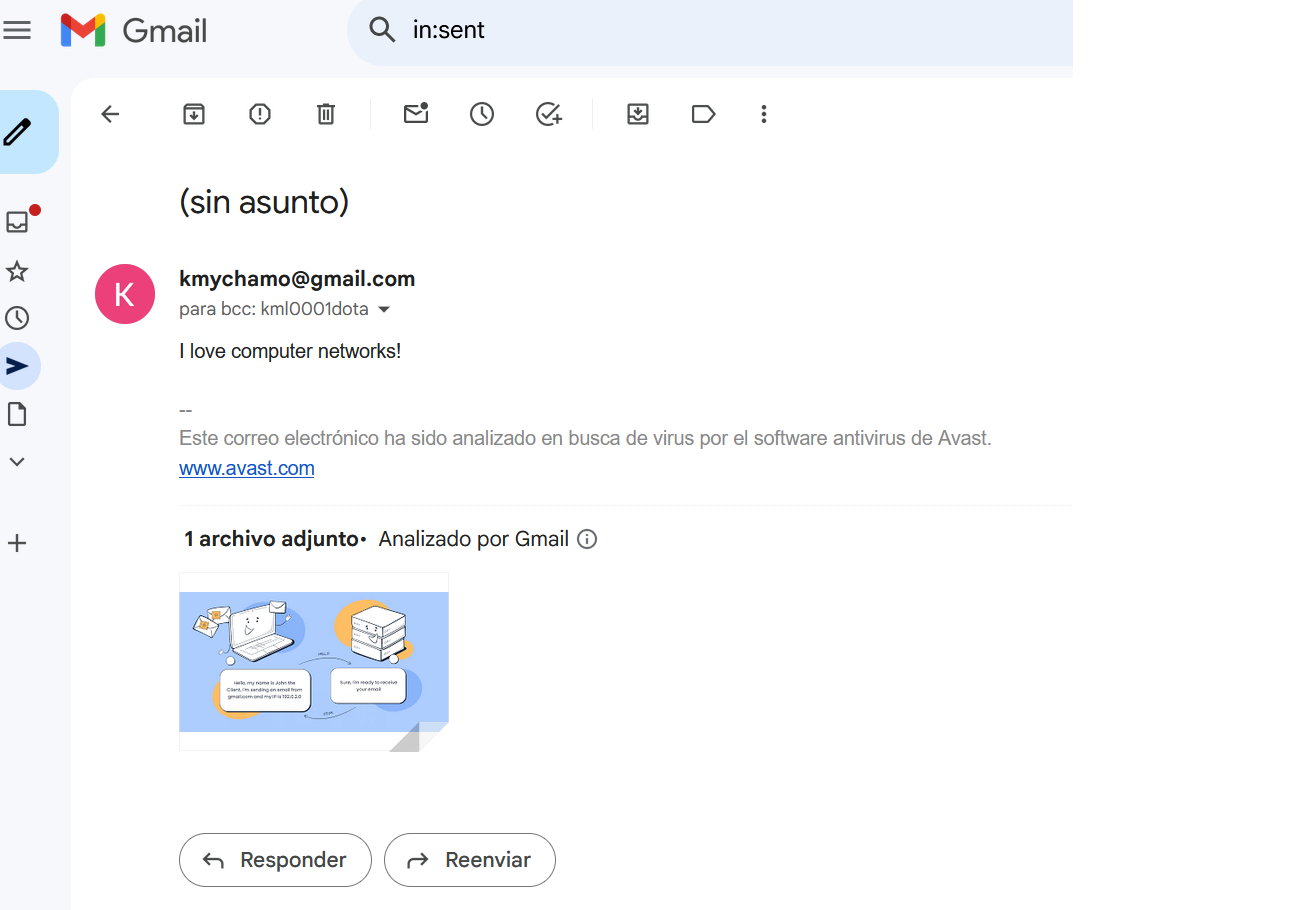 Gmail
in:sent
(sin asunto)
K
kmychamo@gmail.com
para bcc: kml0001dota
I love computer networks!
--
Este correo electrónico ha sido analizado en busca de virus por el software antivirus de Avast.
www.avast.com
1 archivo adjunto• Analizado por Gmail
HELO
Hello, my name is John the
Client, I'm sending an email from
gmail.com and my IP is 192.0.2.0
Sure, I'm ready to receive
your email
Responder
Reenviar